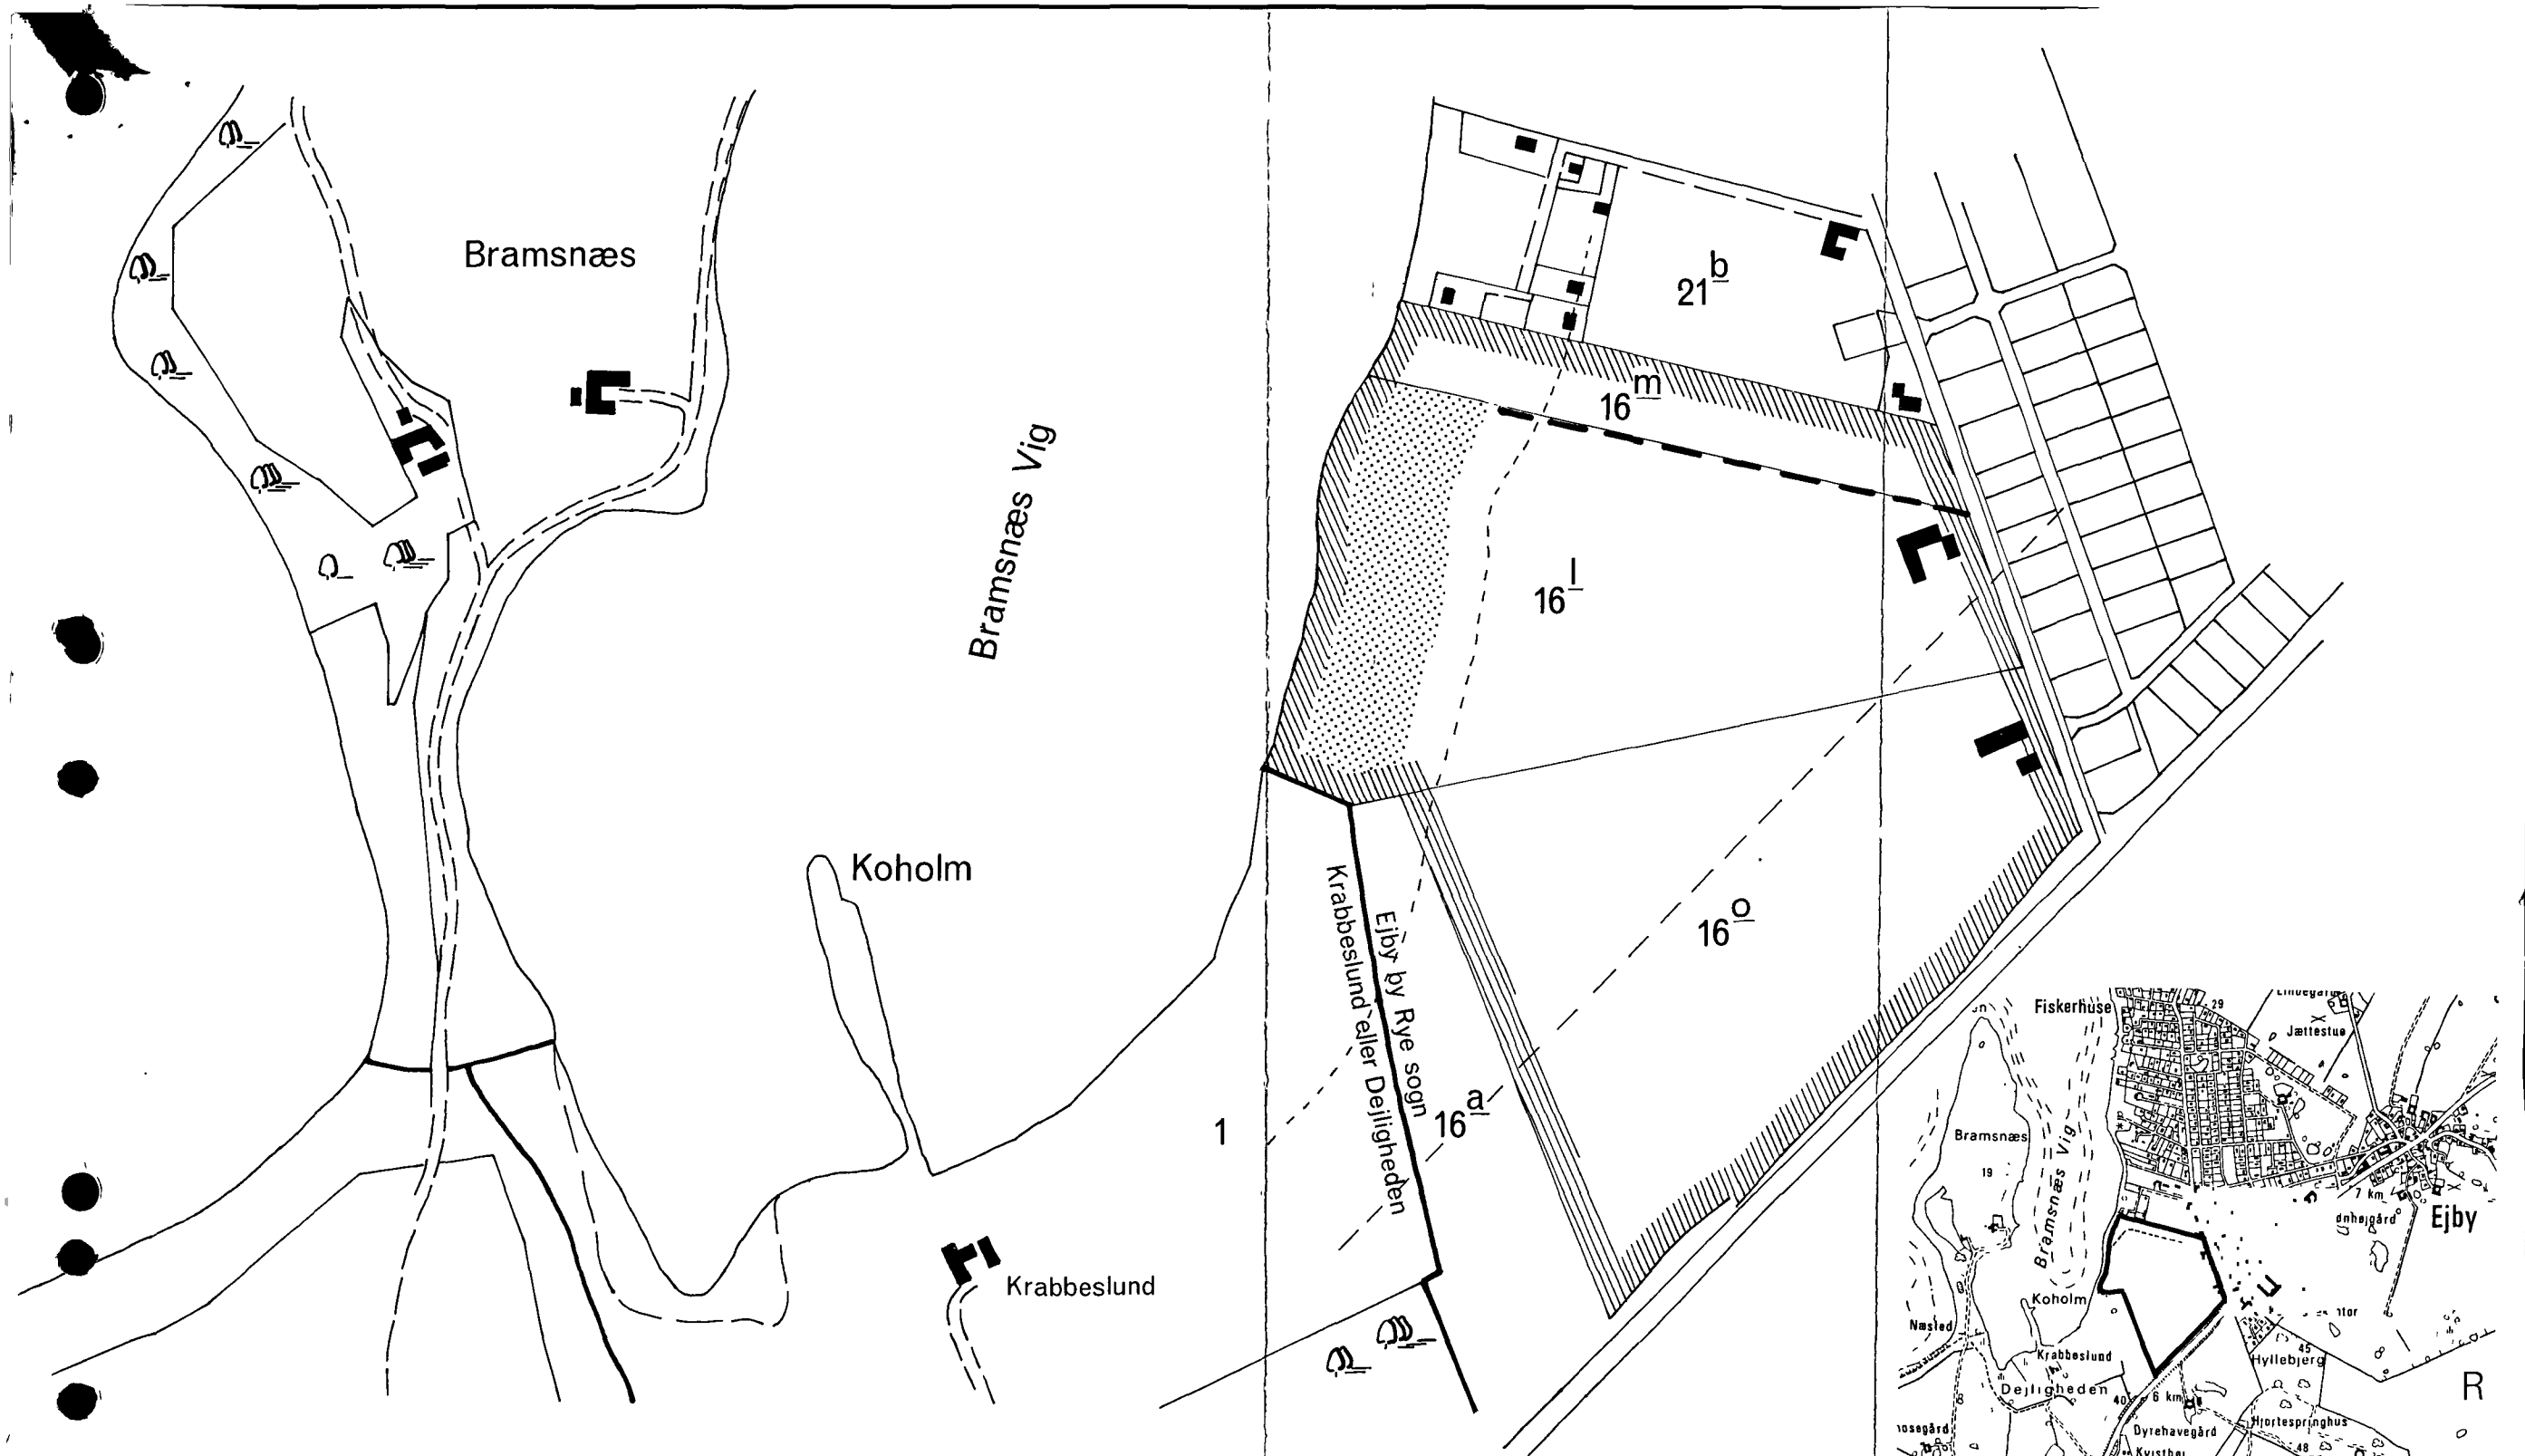 Bramsnæs
Bramsnæs Vig
Koholm
Krabbeslund
21b
16m
16l
16o
16a
1
Ejby by Rye sogn
Krabbeslund eller Dejligheden
Fiskerhuse
29
Jættestue
Bramsnæs
19
Bramsnæs Vig
7 km
Ejby
Koholm
Næsled
Krabbeslund
Dejligheden
45
Hyllebjerg
R
40
6 km
Dyrehavegård
Hjortespringhus
48